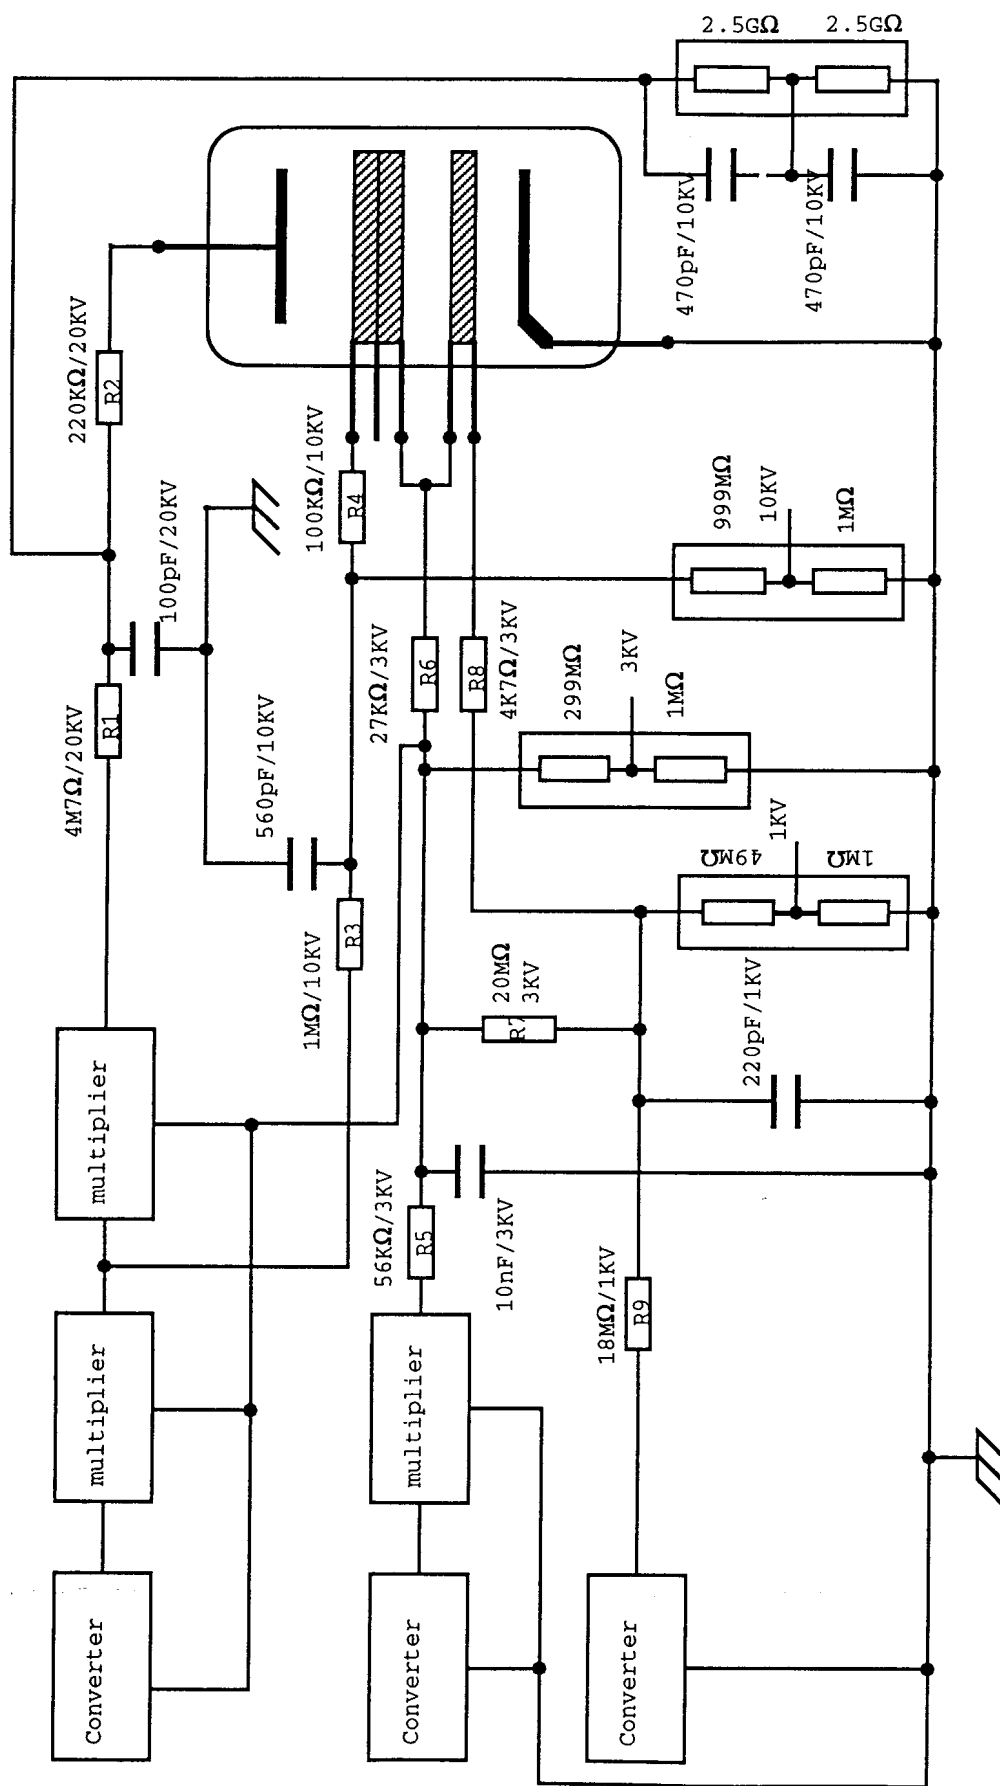 2.5GΩ
2.5GΩ
470pF/10KV
470pF/10KV
220KΩ/20KV
R2
100pF/20KV
4M7Ω/20KV
R1
100KΩ/10KV
R4
560pF/10KV
1MΩ/10KV
R3
999MΩ
10KV
1MΩ
27KΩ/3KV
R6
R8
4K7Ω/3KV
299MΩ
3KV
1MΩ
49MΩ
1KV
1MΩ
20MΩ
3KV
R7
220pF/1KV
56KΩ/3KV
R5
10nF/3KV
18MΩ/1KV
R9
multiplier
multiplier
Converter
multiplier
Converter
Converter